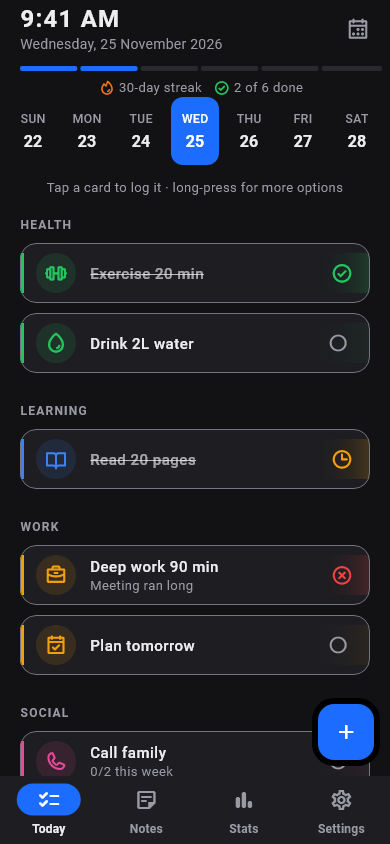 9:41 AM
Wednesday, 25 November 2026
30-day streak 2 of 6 done
SUN MON TUE WED THU FRI SAT
22 23 24 25 26 27 28
Tap a card to log it · long-press for more options
HEALTH
Exercise 20 min
Drink 2L water
LEARNING
Read 20 pages
WORK
Deep work 90 min
Meeting ran long
Plan tomorrow
SOCIAL
Call family
0/2 this week
Today Notes Stats Settings